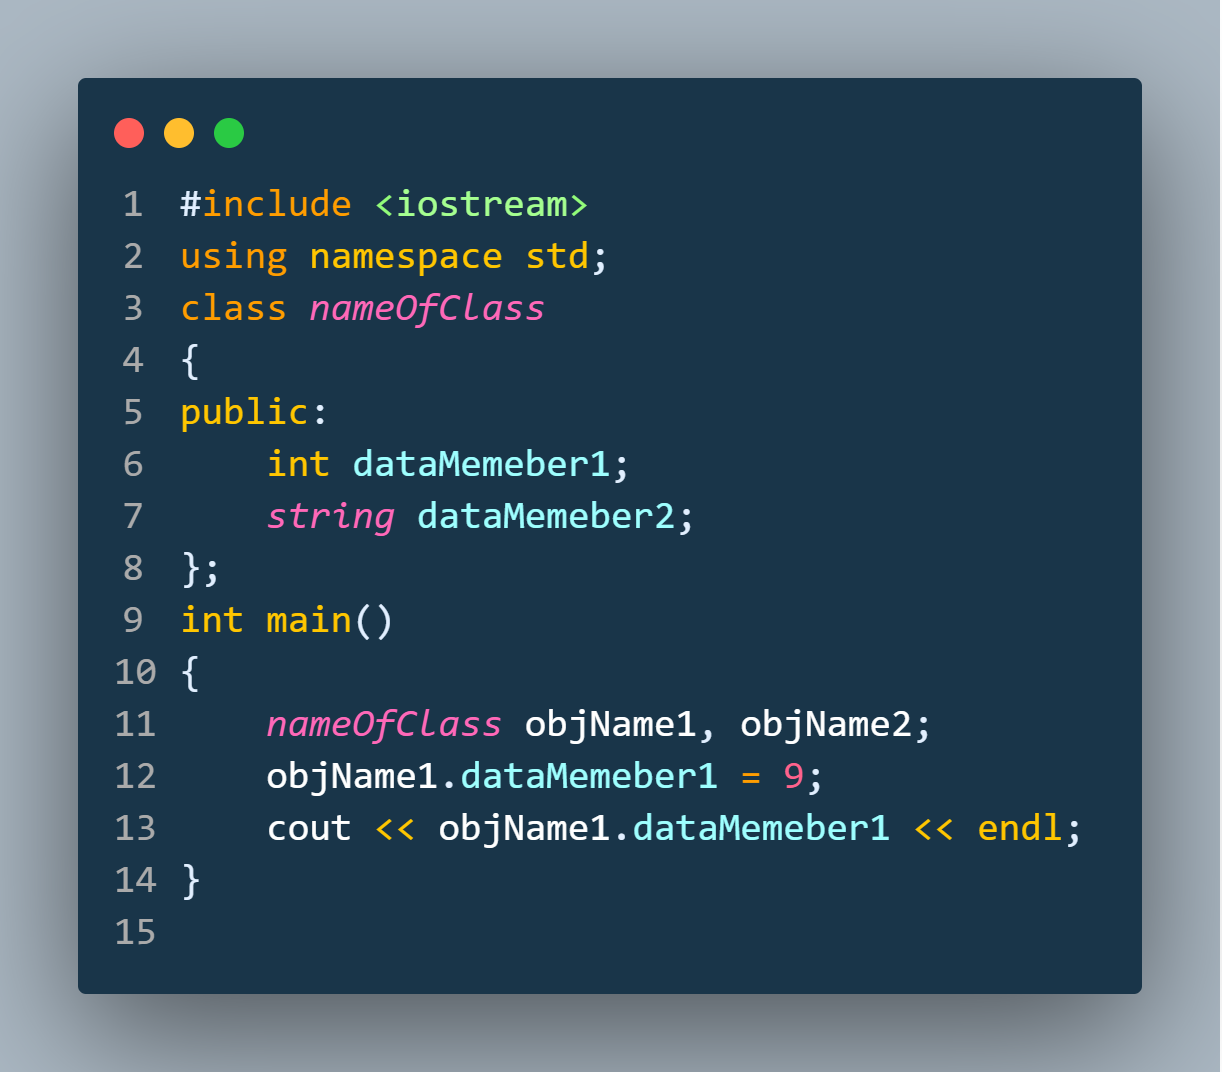 1 #include <iostream>
2 using namespace std;
3 class nameOfClass
4 {
5 public:
6     int dataMemeber1;
7     string dataMemeber2;
8 };
9 int main()
10 {
11     nameOfClass objName1, objName2;
12     objName1.dataMemeber1 = 9;
13     cout << objName1.dataMemeber1 << endl;
14 }
15